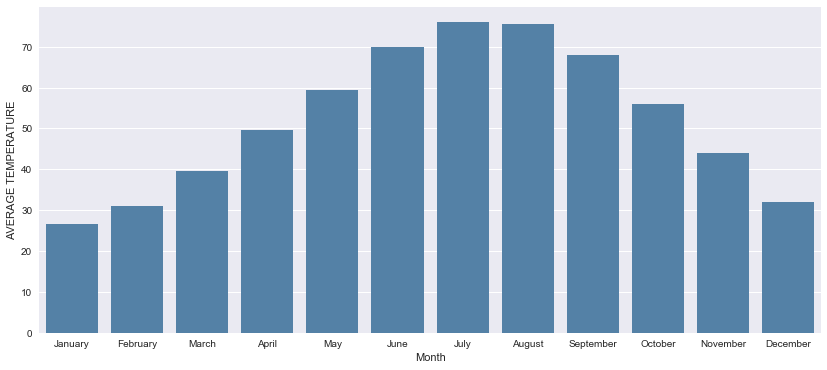 AVERAGE TEMPERATURE
70
60
50
40
30
20
10
0
January February March April May June July August September October November December
Month